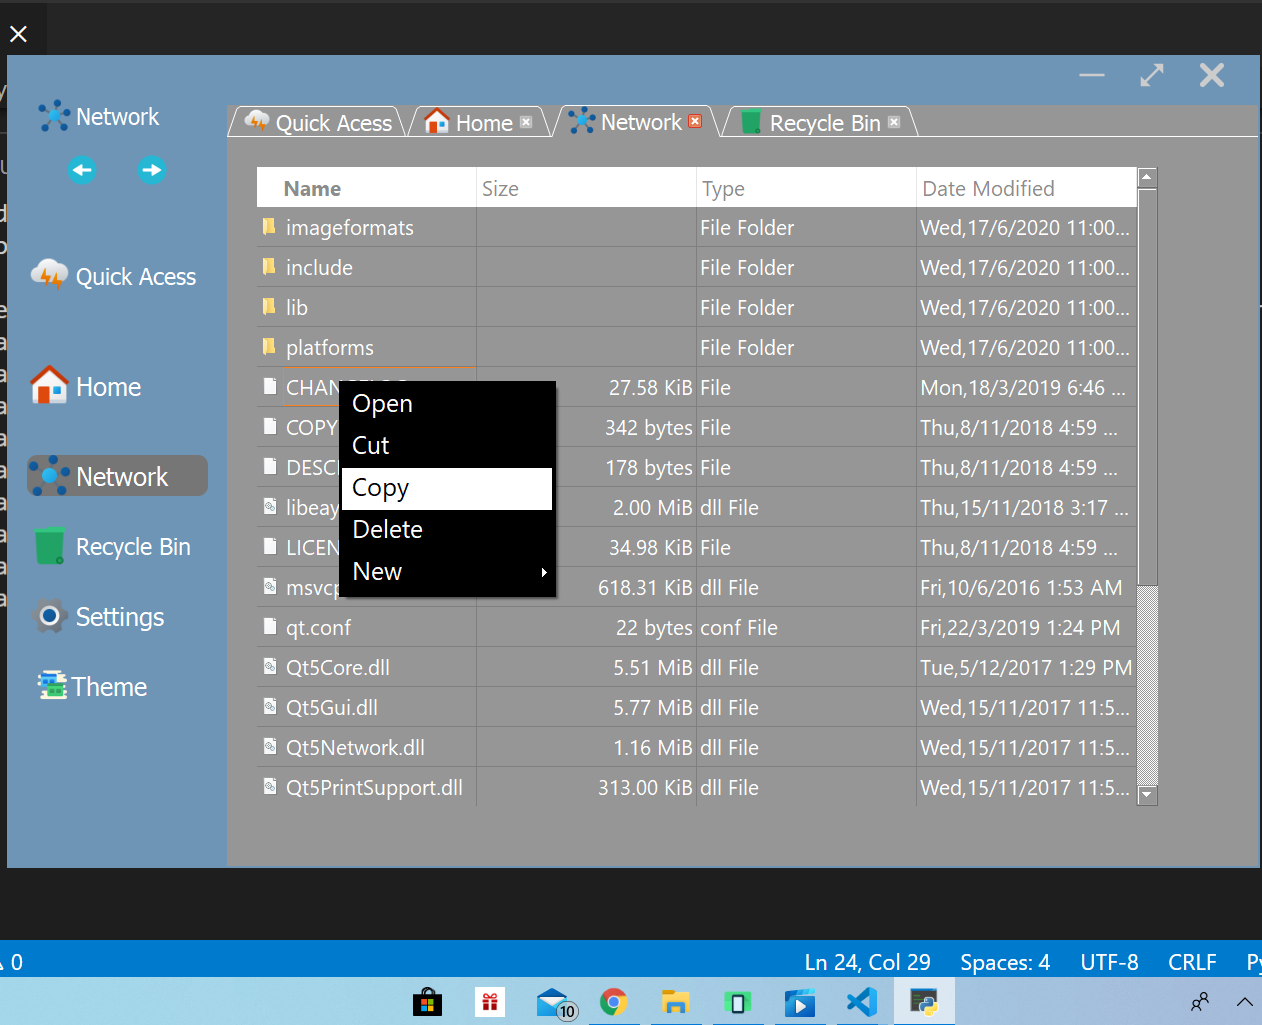 Network
Quick Acess
Home
Network
Recycle Bin
Settings
Theme
Quick Acess Home Network Recycle Bin
Name Size Type Date Modified
imageformats File Folder Wed,17/6/2020 11:00...
include File Folder Wed,17/6/2020 11:00...
lib File Folder Wed,17/6/2020 11:00...
platforms File Folder Wed,17/6/2020 11:00...
27.58 KiB File Mon,18/3/2019 6:46 ...
COPY 342 bytes File Thu,8/11/2018 4:59 ...
DESC 178 bytes File Thu,8/11/2018 4:59 ...
libeay 2.00 MiB dll File Thu,15/11/2018 3:17 ...
LICEN 34.98 KiB File Thu,8/11/2018 4:59 ...
msvcp 618.31 KiB dll File Fri,10/6/2016 1:53 AM
qt.conf 22 bytes conf File Fri,22/3/2019 1:24 PM
Qt5Core.dll 5.51 MiB dll File Tue,5/12/2017 1:29 PM
Qt5Gui.dll 5.77 MiB dll File Wed,15/11/2017 11:5...
Qt5Network.dll 1.16 MiB dll File Wed,15/11/2017 11:5...
Qt5PrintSupport.dll 313.00 KiB dll File Wed,15/11/2017 11:5...
Open
Cut
Copy
Delete
New
0 Ln 24, Col 29 Spaces: 4 UTF-8 CRLF Py
10